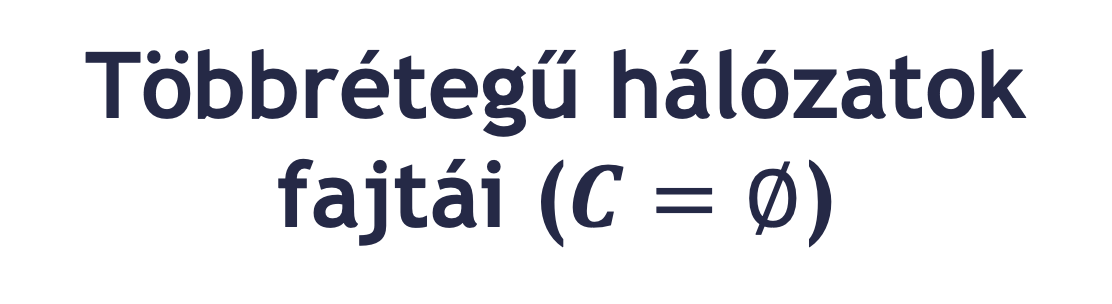 Többrétegű hálózatok
fajtái (C = ∅)